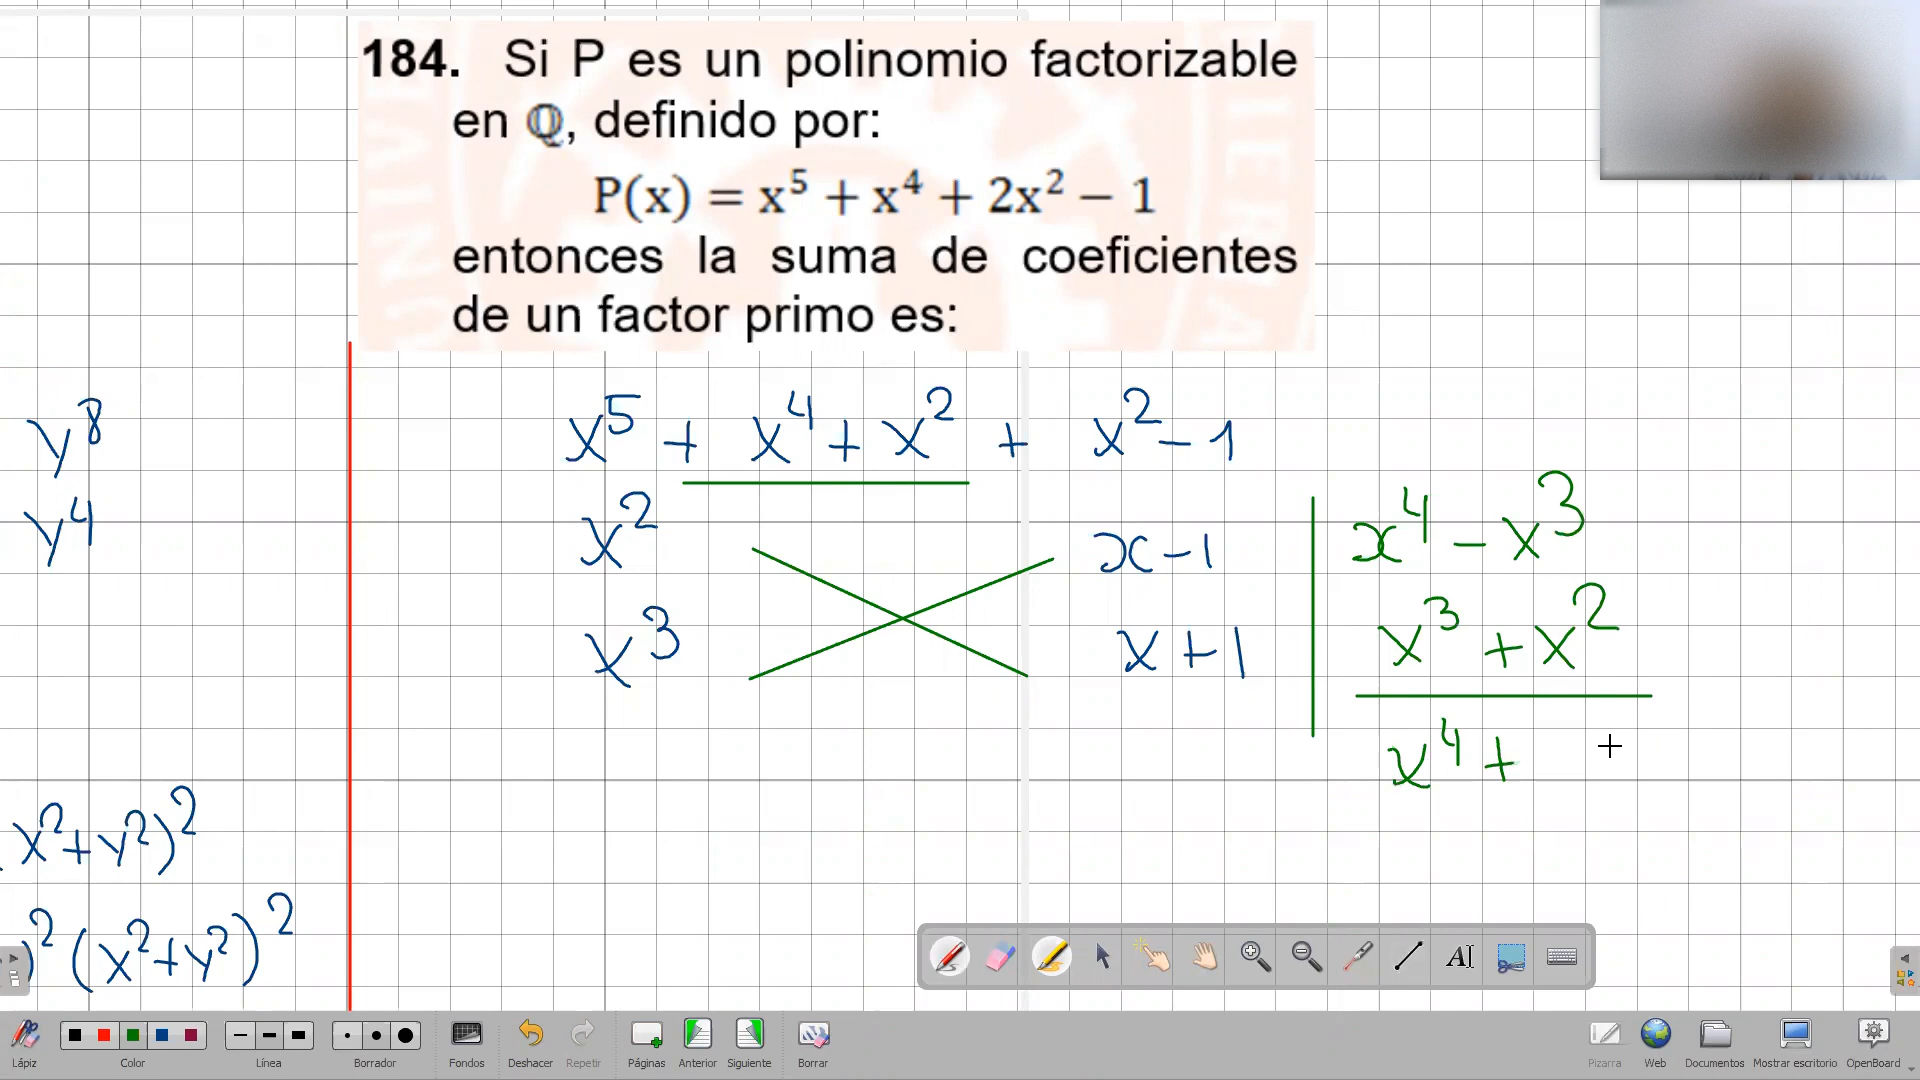 184. Si P es un polinomio factorizable
en ℚ, definido por:
P(x) = x⁵ + x⁴ + 2x² − 1
entonces la suma de coeficientes
de un factor primo es:
y⁸
y⁴
x²+y²)²
)² (x²+y²)²
x⁵ + x⁴ + x² + x² − 1
x² x − 1
x³ x + 1
x⁴ − x³
x³ + x²
x⁴ +
AI
Lápiz Color Línea Borrador Fondos Deshacer Repetir Páginas Anterior Siguiente Borrar Pizarra Web Documentos Mostrar escritorio OpenBoard